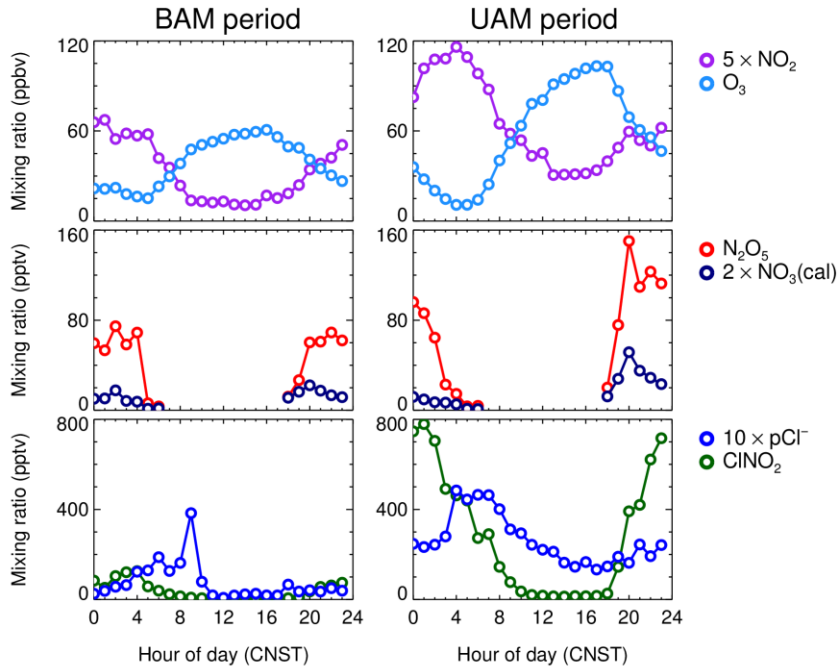 BAM period
UAM period
Mixing ratio (ppbv)
120
60
0
120
60
0
5 × NO₂
O₃
Mixing ratio (pptv)
160
80
0
160
80
0
N₂O₅
2 × NO₃(cal)
Mixing ratio (pptv)
800
400
0
800
400
0
10 × pCl⁻
ClNO₂
0 4 8 12 16 20 24
0 4 8 12 16 20 24
Hour of day (CNST)
Hour of day (CNST)